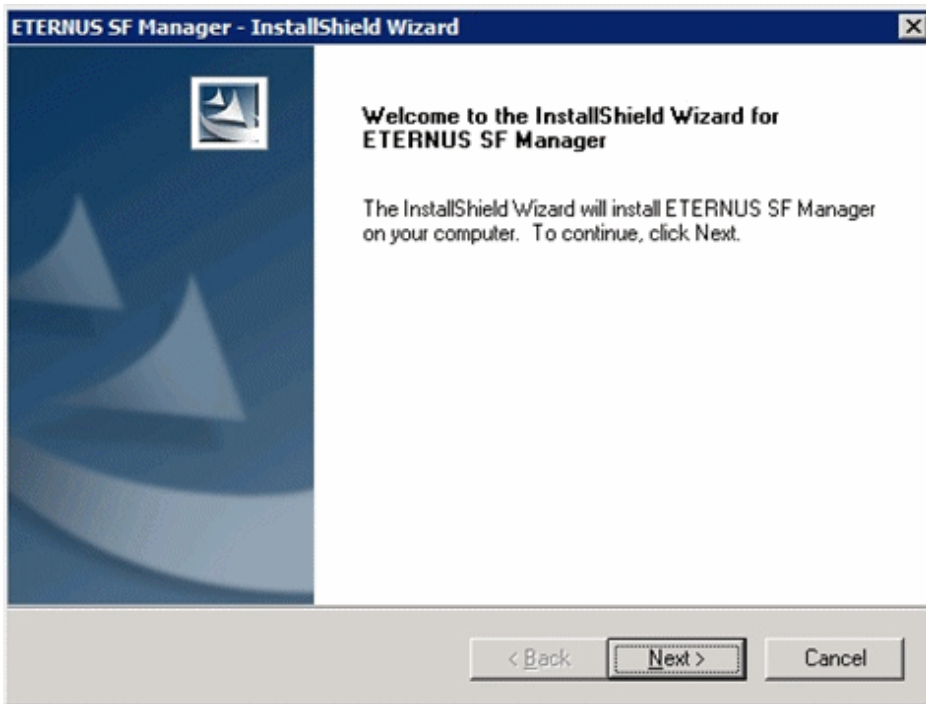 ETERNUS SF Manager - InstallShield Wizard
Welcome to the InstallShield Wizard for
ETERNUS SF Manager
The InstallShield Wizard will install ETERNUS SF Manager
on your computer. To continue, click Next.
< Back
Next >
Cancel